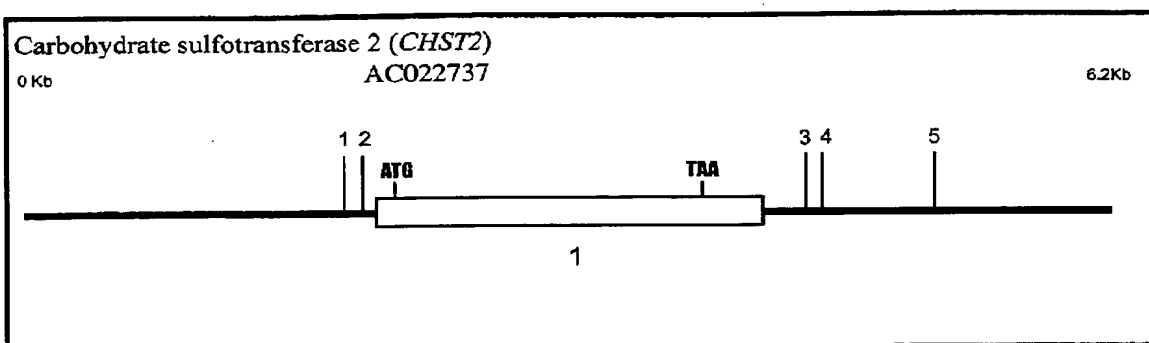 Carbohydrate sulfotransferase 2 (CHST2)
AC022737
0 Kb
6.2Kb
1 2
3 4
5
ATG
TAA
1